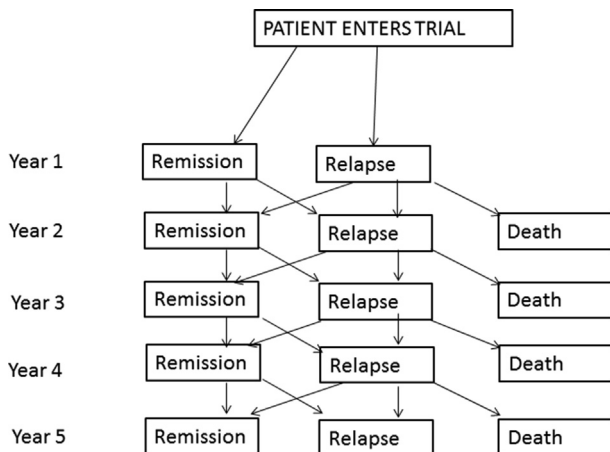 PATIENT ENTERS TRIAL
Year 1 Remission Relapse
Year 2 Remission Relapse Death
Year 3 Remission Relapse Death
Year 4 Remission Relapse Death
Year 5 Remission Relapse Death